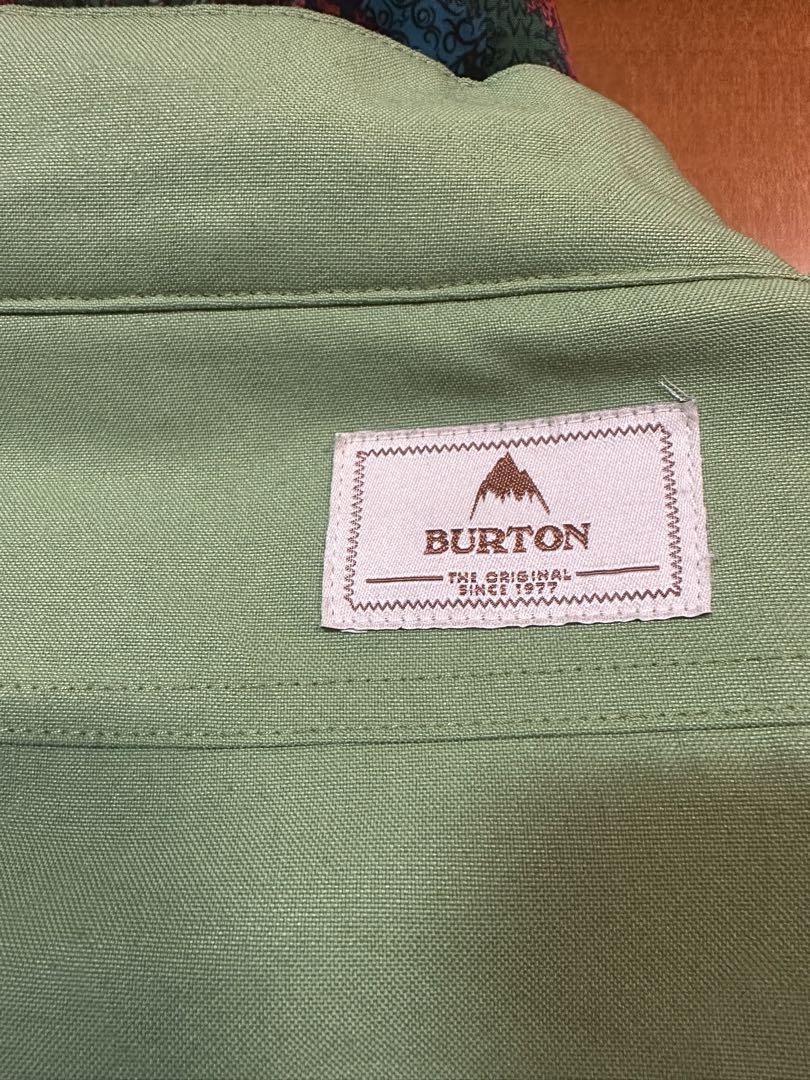 BURTON
THE ORIGINAL
SINCE 1977